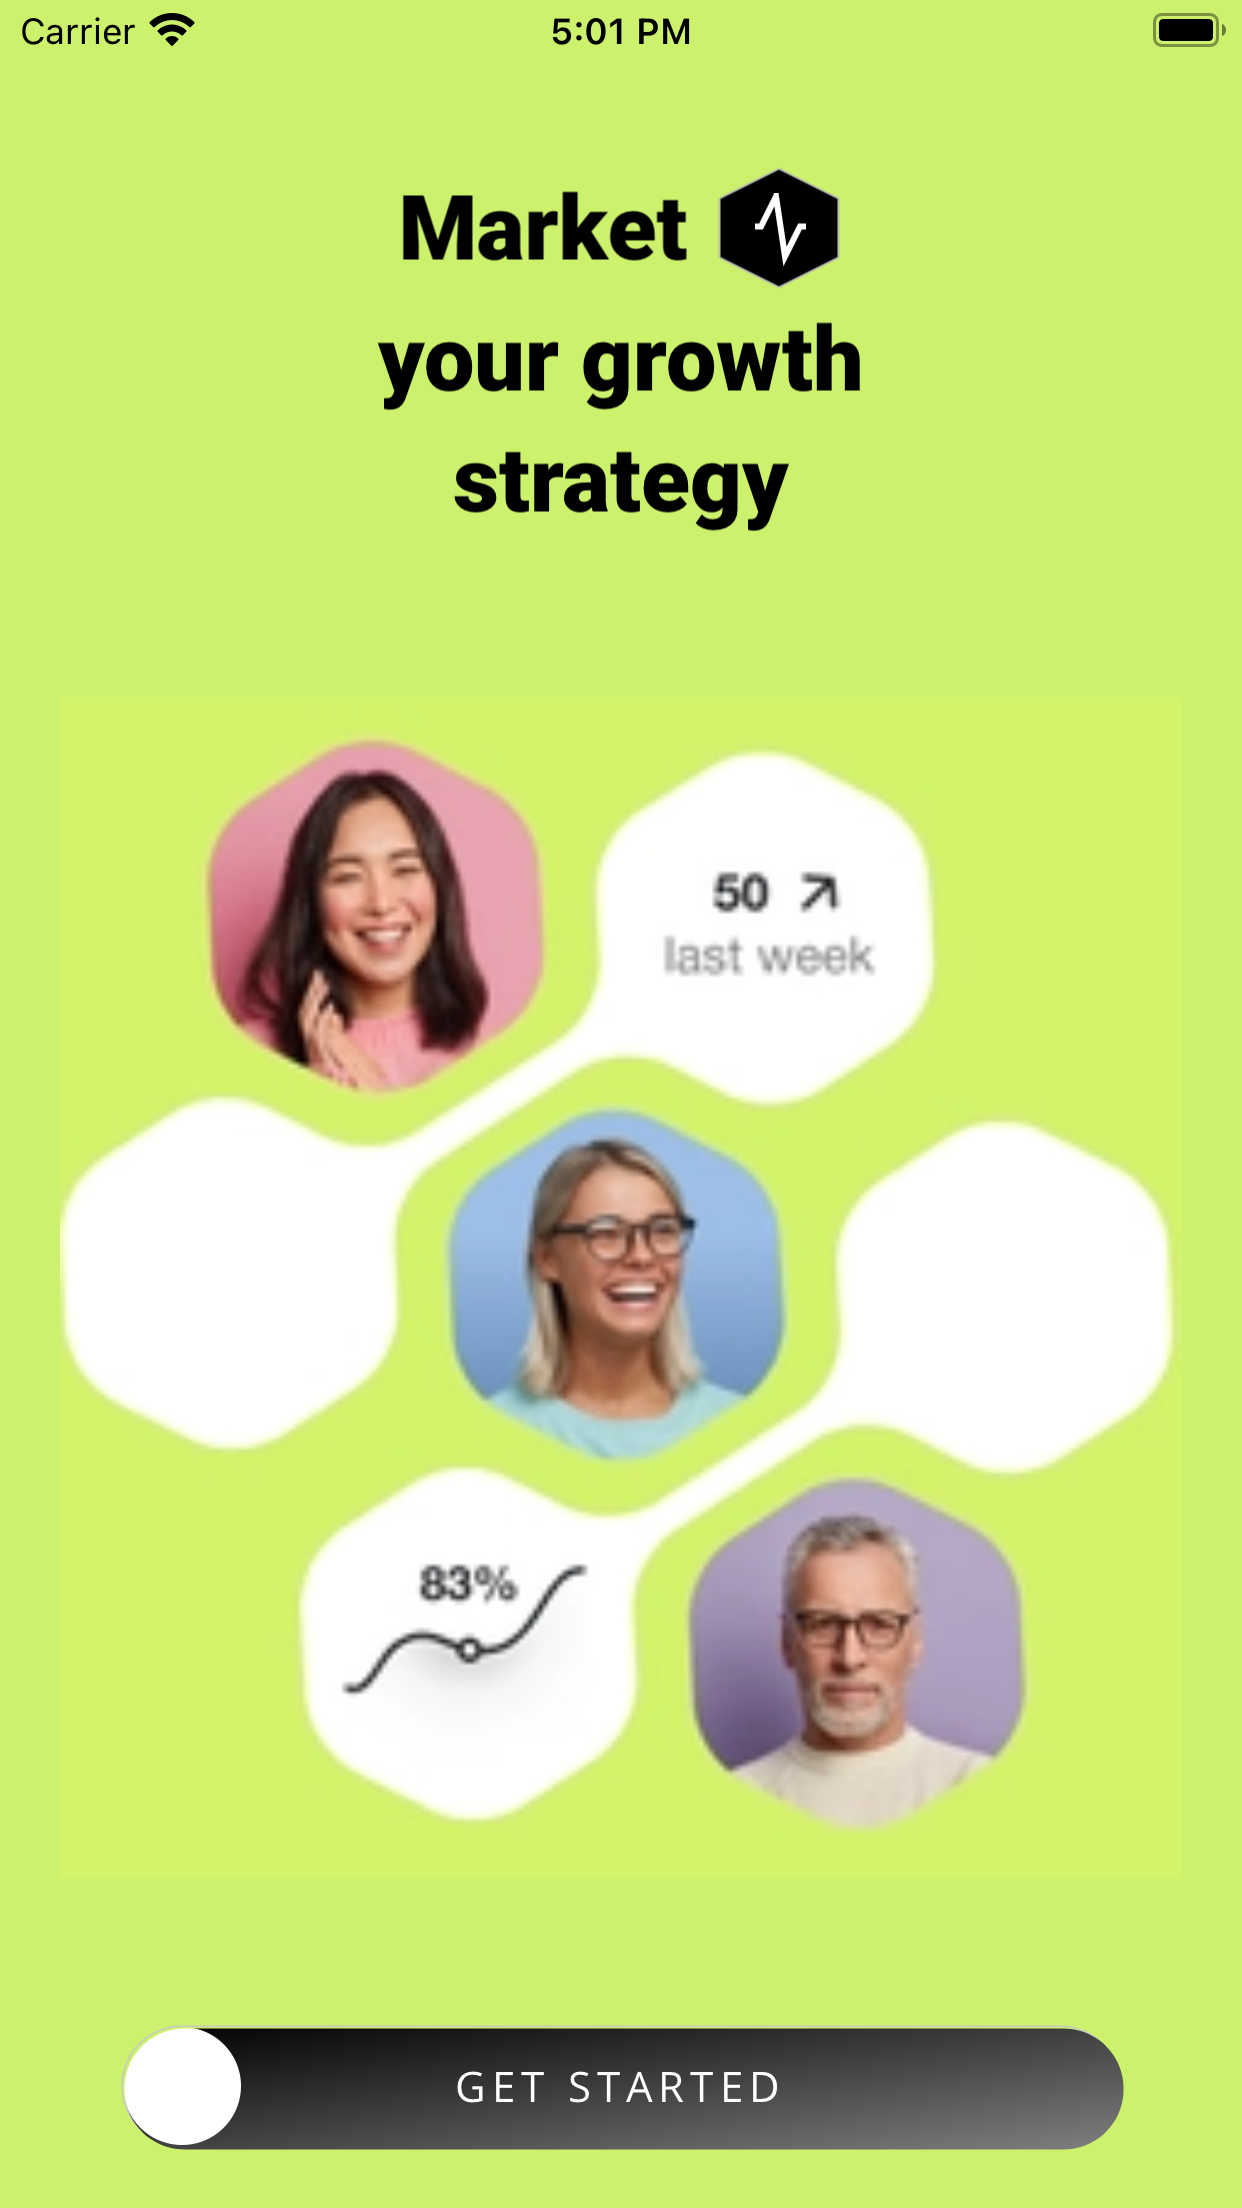 Carrier 5:01 PM
Market
your growth
strategy
50
last week
83%
GET STARTED